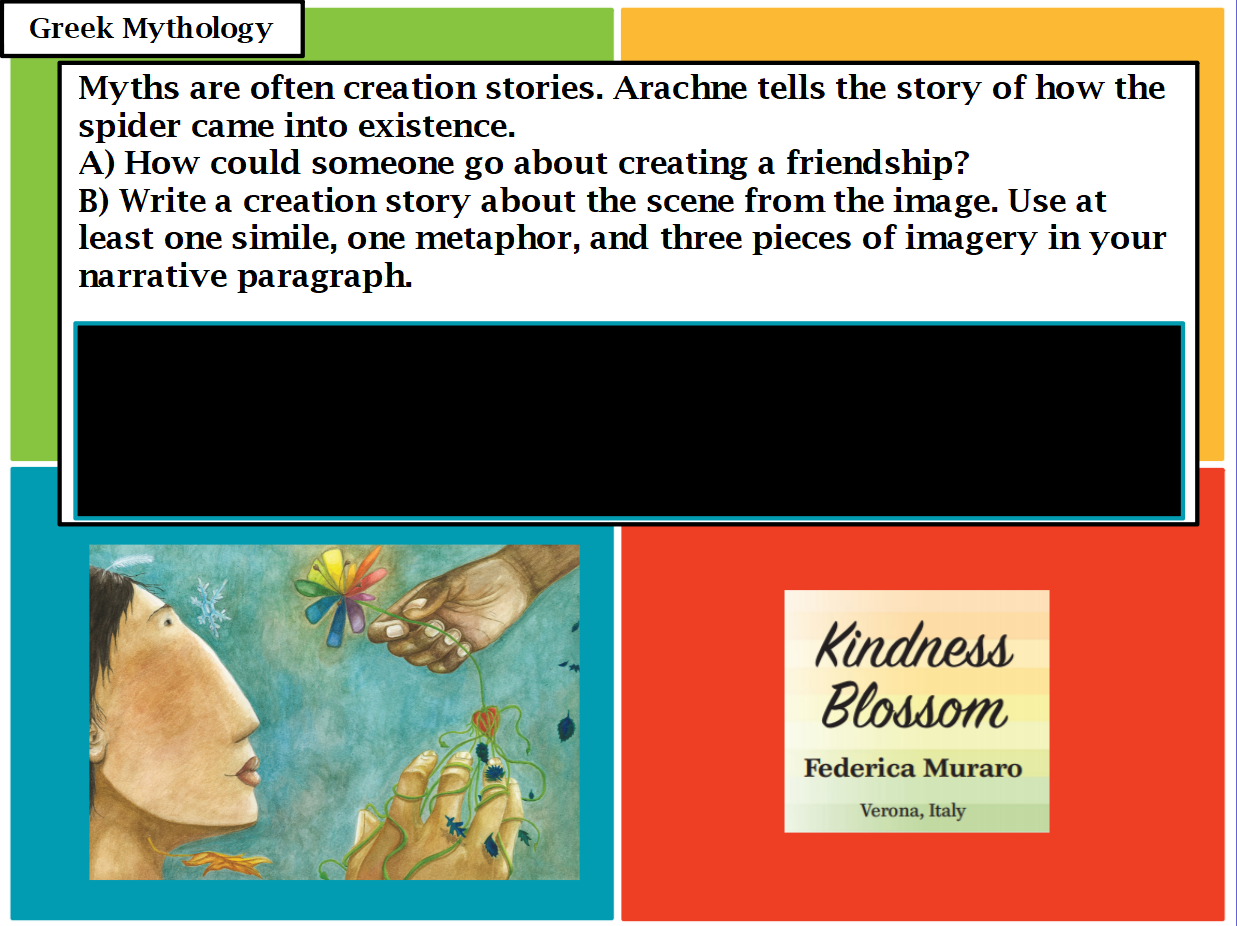 Greek Mythology
Myths are often creation stories. Arachne tells the story of how the
spider came into existence.
A) How could someone go about creating a friendship?
B) Write a creation story about the scene from the image. Use at
least one simile, one metaphor, and three pieces of imagery in your
narrative paragraph.
Kindness
Blossom
Federica Muraro
Verona, Italy